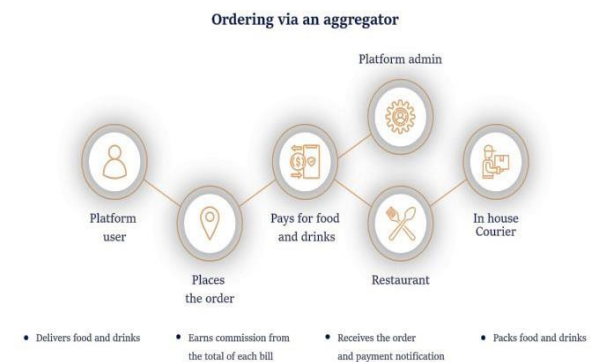 Ordering via an aggregator
Platform admin
Platform
user
Pays for food
and drinks
In house
Courier
Places
the order
Restaurant
• Delivers food and drinks
• Earns commission from
the total of each bill
• Receives the order
and payment notification
• Packs food and drinks